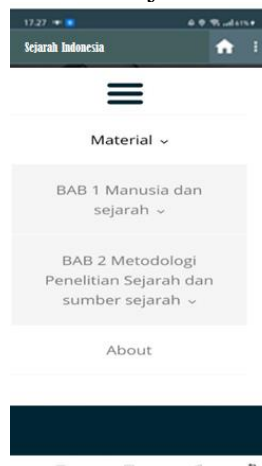 17.27
41%
Sejarah Indonesia
Material
BAB 1 Manusia dan
sejarah
BAB 2 Metodologi
Penelitian Sejarah dan
sumber sejarah
About